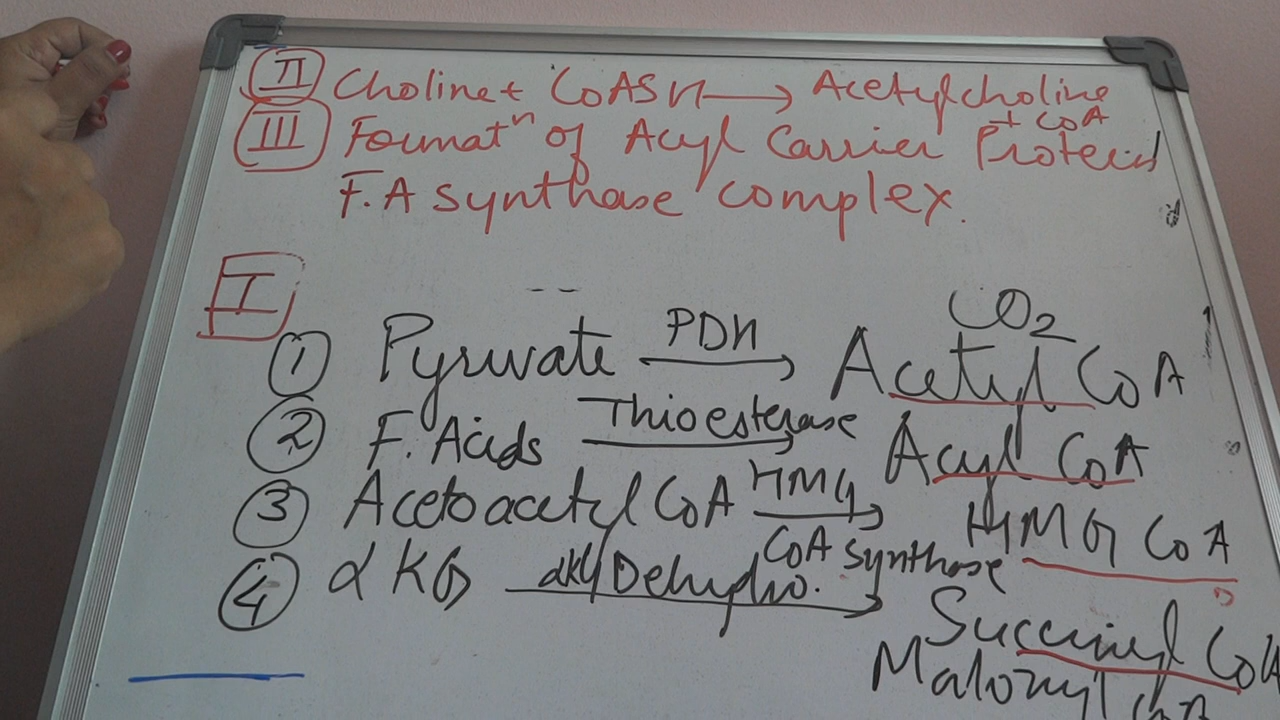 II Choline + CoASH → Acetylcholine + CoA
III Formatⁿ of Acyl Carrier Protein
F.A synthase complex.
I
CO2
1 Pyruvate PDH → Acetyl CoA
2 F. Acids Thioesterase → Acyl CoA
3 Acetoacetyl CoA HMG CoA synthase → HMG CoA
4 αKG αKG Dehydro. → Succinyl CoA
Malonyl CoA